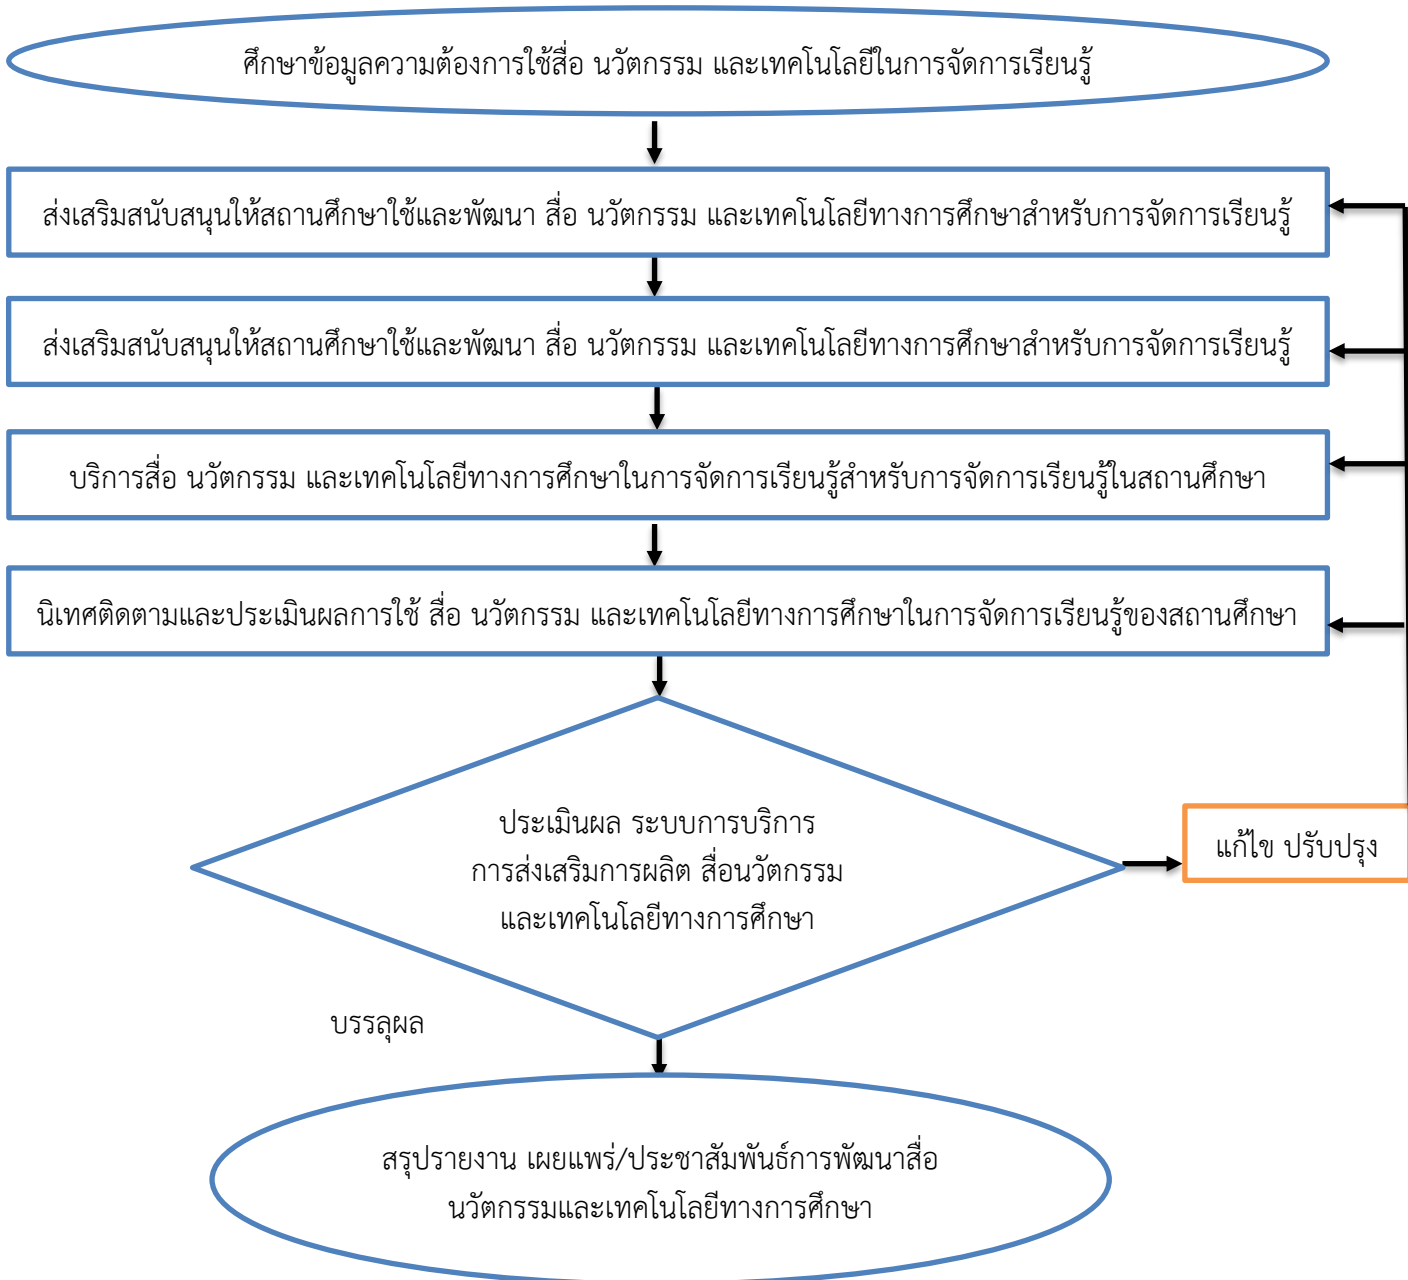 ศึกษาข้อมูลความต้องการใช้สื่อ นวัตกรรม และเทคโนโลยีในการจัดการเรียนรู้
ส่งเสริมสนับสนุนให้สถานศึกษาใช้และพัฒนา สื่อ นวัตกรรม และเทคโนโลยีทางการศึกษาสำหรับการจัดการเรียนรู้
ส่งเสริมสนับสนุนให้สถานศึกษาใช้และพัฒนา สื่อ นวัตกรรม และเทคโนโลยีทางการศึกษาสำหรับการจัดการเรียนรู้
บริการสื่อ นวัตกรรม และเทคโนโลยีทางการศึกษาในการจัดการเรียนรู้สำหรับการจัดการเรียนรู้ในสถานศึกษา
นิเทศติดตามและประเมินผลการใช้ สื่อ นวัตกรรม และเทคโนโลยีทางการศึกษาในการจัดการเรียนรู้ของสถานศึกษา
ประเมินผล ระบบการบริการ
การส่งเสริมการผลิต สื่อนวัตกรรม
และเทคโนโลยีทางการศึกษา
แก้ไข ปรับปรุง
บรรลุผล
สรุปรายงาน เผยแพร่/ประชาสัมพันธ์การพัฒนาสื่อ
นวัตกรรมและเทคโนโลยีทางการศึกษา